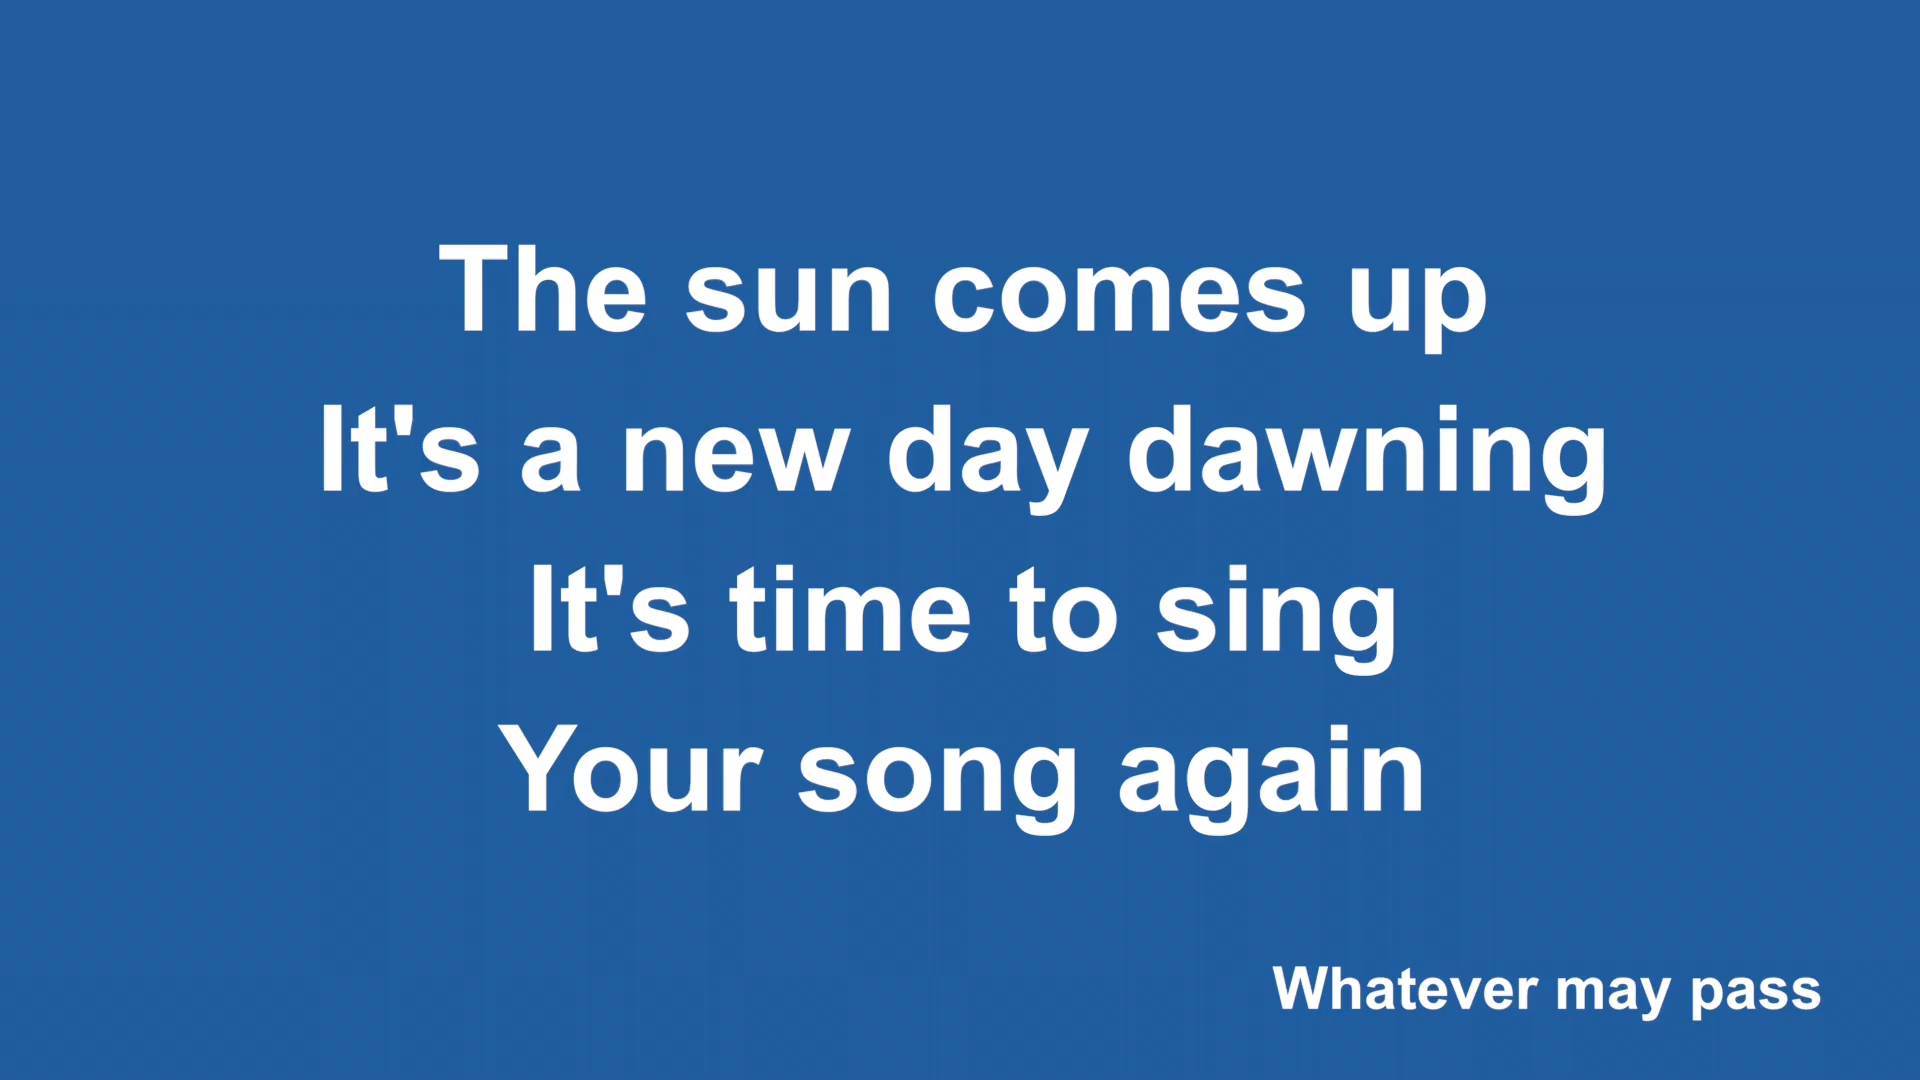 The sun comes up
It's a new day dawning
It's time to sing
Your song again
Whatever may pass